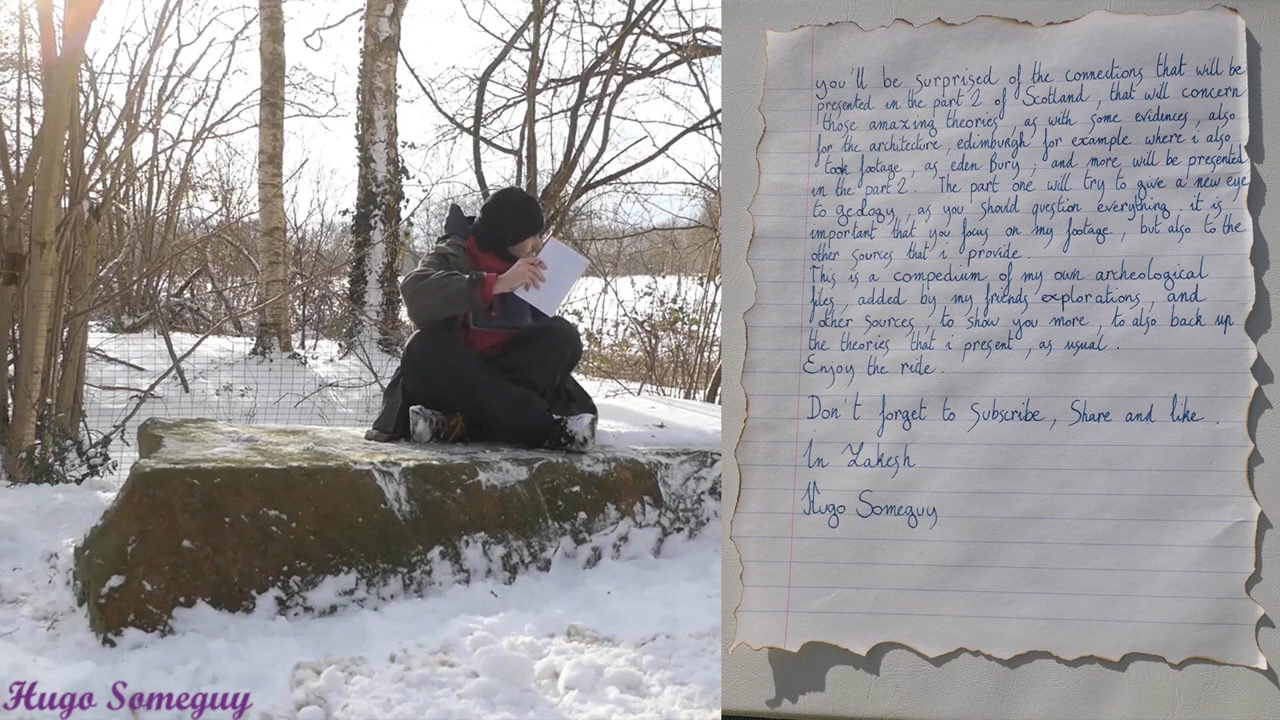 you'll be surprised of the connections that will be
presented in the part 2 of Scotland, that will concern
those amazing theories, as with some evidences, also
for the architecture, edinburgh for example where i also
took footage, as eden Bury; and more will be presented
in the part 2. The part one will try to give a new eye
to geology, as you should question everything. it is
important that you focus on my footage, but also to the
other sources that i provide.
This is a compedium of my own archeological
files, added by my friends explorations, and
other sources, to show you more, to also back up
the theories that i present, as usual.
Enjoy the ride.
Don't forget to Subscribe, Share and like.
In Lakesh
Hugo Someguy
Hugo Someguy